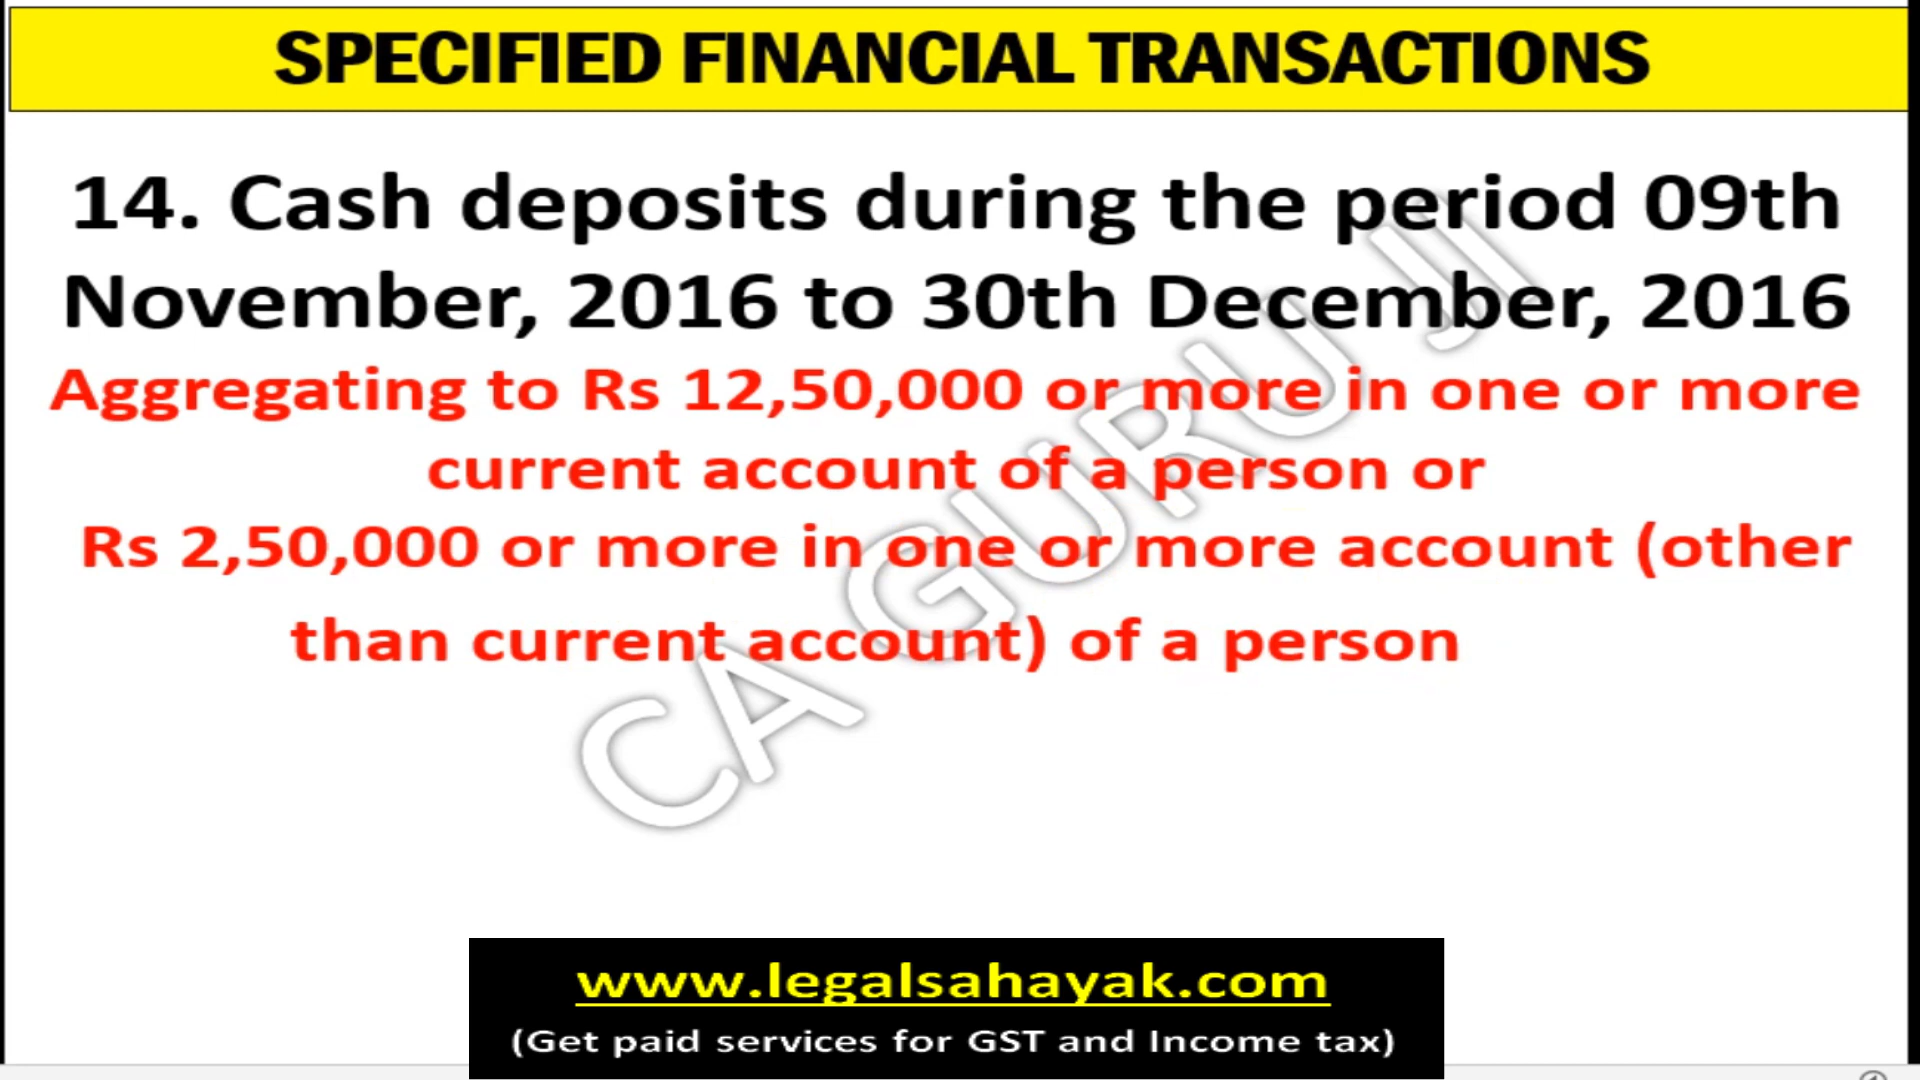 SPECIFIED FINANCIAL TRANSACTIONS
14. Cash deposits during the period 09th
November, 2016 to 30th December, 2016
Aggregating to Rs 12,50,000 or more in one or more
current account of a person or
Rs 2,50,000 or more in one or more account (other
than current account) of a person
CA GURU JI
www.legalsahayak.com
(Get paid services for GST and Income tax)